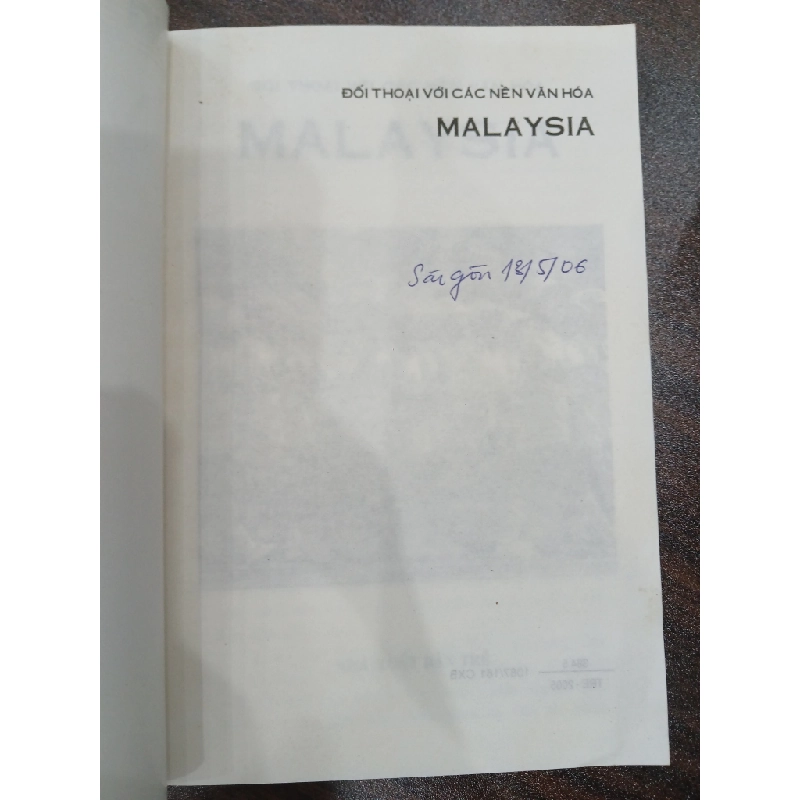 ĐỐI THOẠI VỚI CÁC NỀN VĂN HÓA
MALAYSIA
Sài gòn 18/5/06